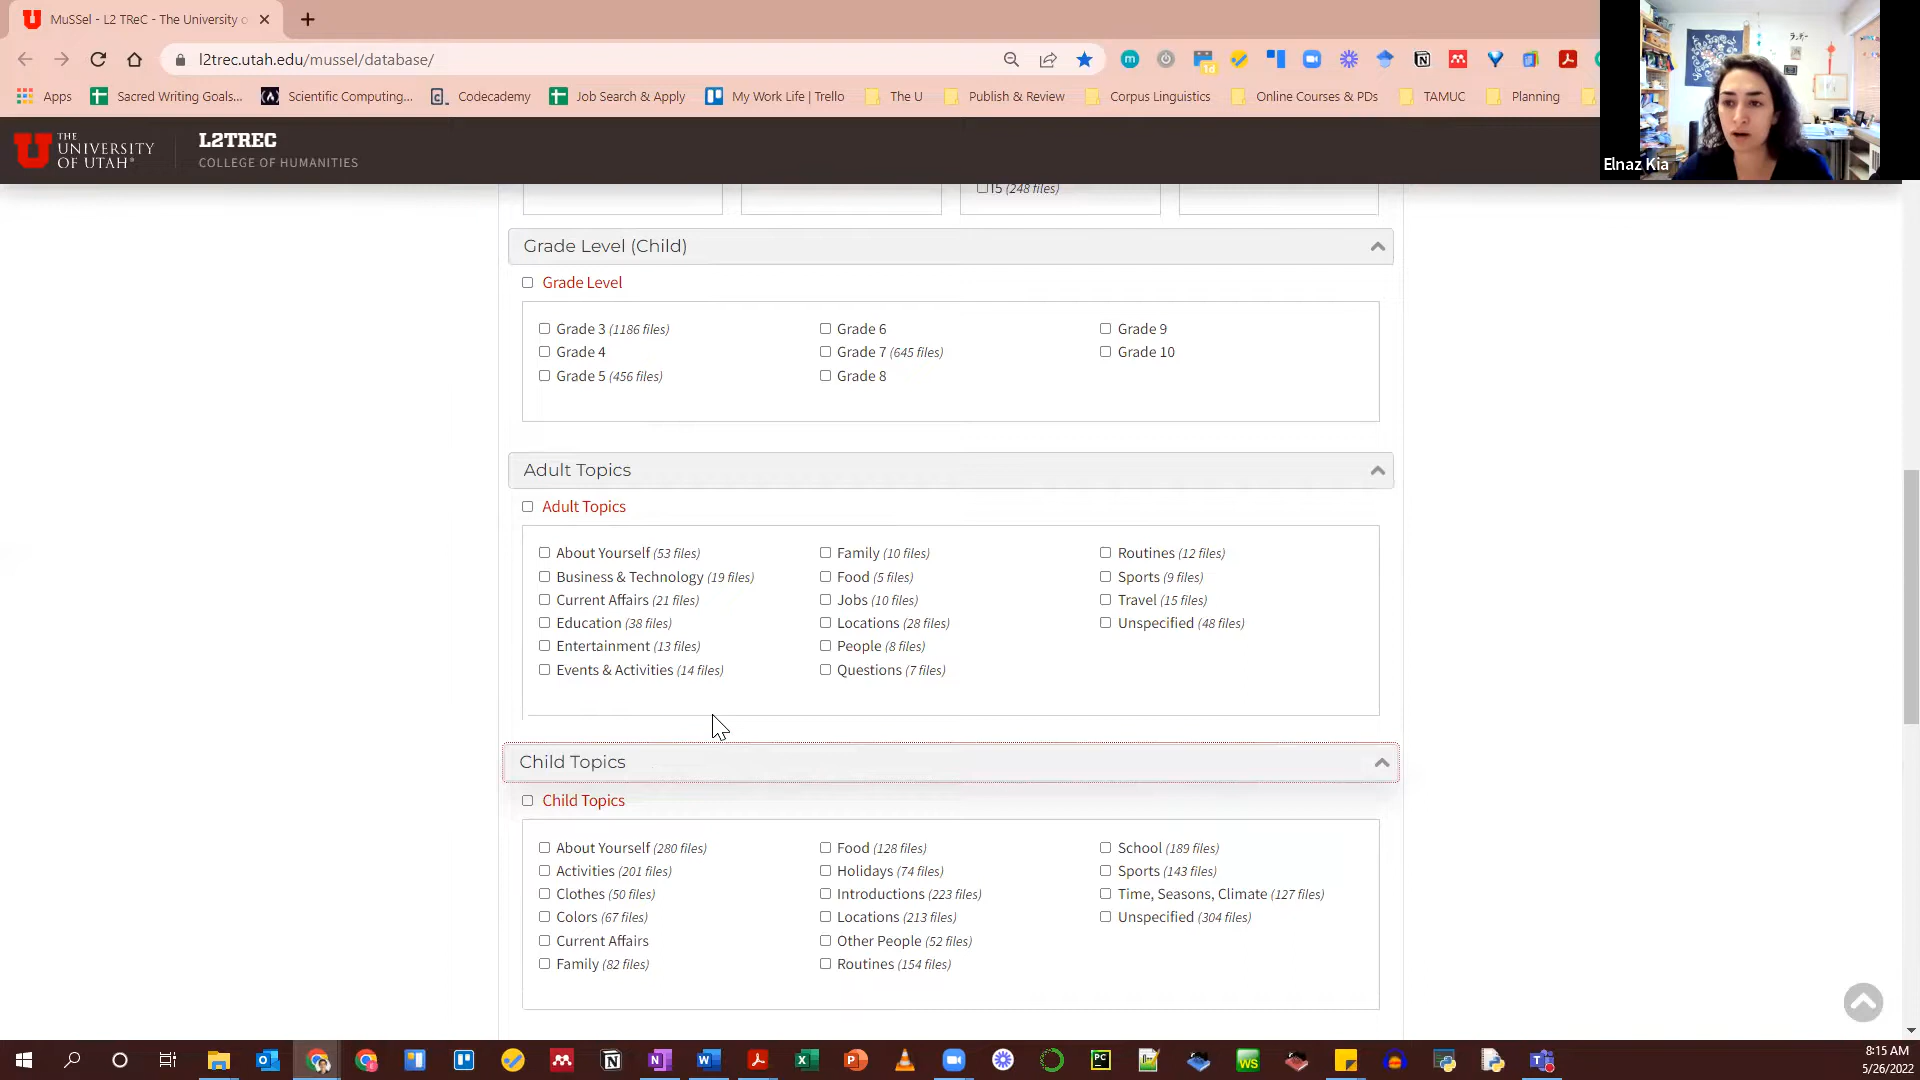 MuSSel - L2 TReC - The University o
l2trec.utah.edu/mussel/database/
1d
Apps
Sacred Writing Goals...
Scientific Computing...
Codecademy
Job Search & Apply
My Work Life | Trello
The U
Publish & Review
Corpus Linguistics
Online Courses & PDs
TAMUC
Planning
THE UNIVERSITY OF UTAH®
L2TREC
COLLEGE OF HUMANITIES
Elnaz Kia
I5 (248 files)
Grade Level (Child)
Grade Level
Grade 3 (1186 files)
Grade 4
Grade 5 (456 files)
Grade 6
Grade 7 (645 files)
Grade 8
Grade 9
Grade 10
Adult Topics
Adult Topics
About Yourself (53 files)
Business & Technology (19 files)
Current Affairs (21 files)
Education (38 files)
Entertainment (13 files)
Events & Activities (14 files)
Family (10 files)
Food (5 files)
Jobs (10 files)
Locations (28 files)
People (8 files)
Questions (7 files)
Routines (12 files)
Sports (9 files)
Travel (15 files)
Unspecified (48 files)
Child Topics
Child Topics
About Yourself (280 files)
Activities (201 files)
Clothes (50 files)
Colors (67 files)
Current Affairs
Family (82 files)
Food (128 files)
Holidays (74 files)
Introductions (223 files)
Locations (213 files)
Other People (52 files)
Routines (154 files)
School (189 files)
Sports (143 files)
Time, Seasons, Climate (127 files)
Unspecified (304 files)
8:15 AM
5/26/2022